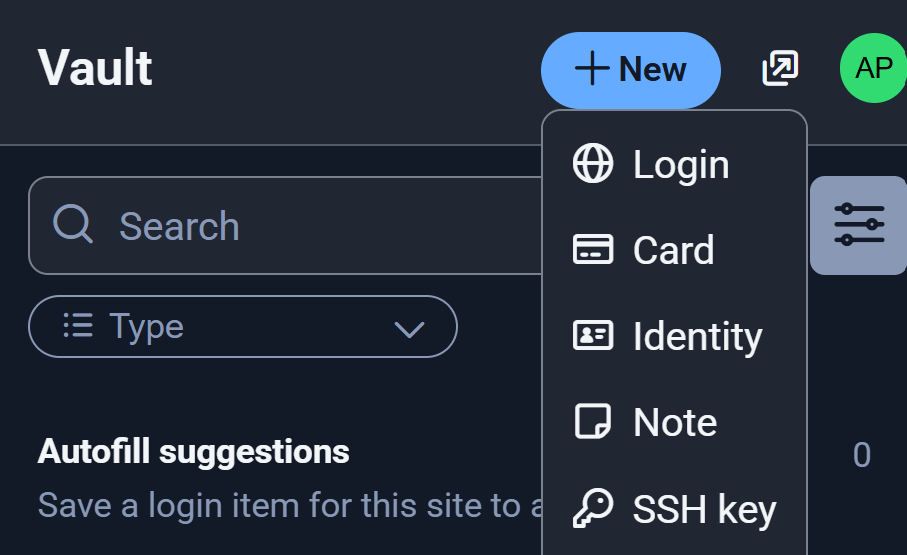 Vault
New
AP
Login
Search
Card
Type
Identity
Note
Autofill suggestions
0
Save a login item for this site to a
SSH key